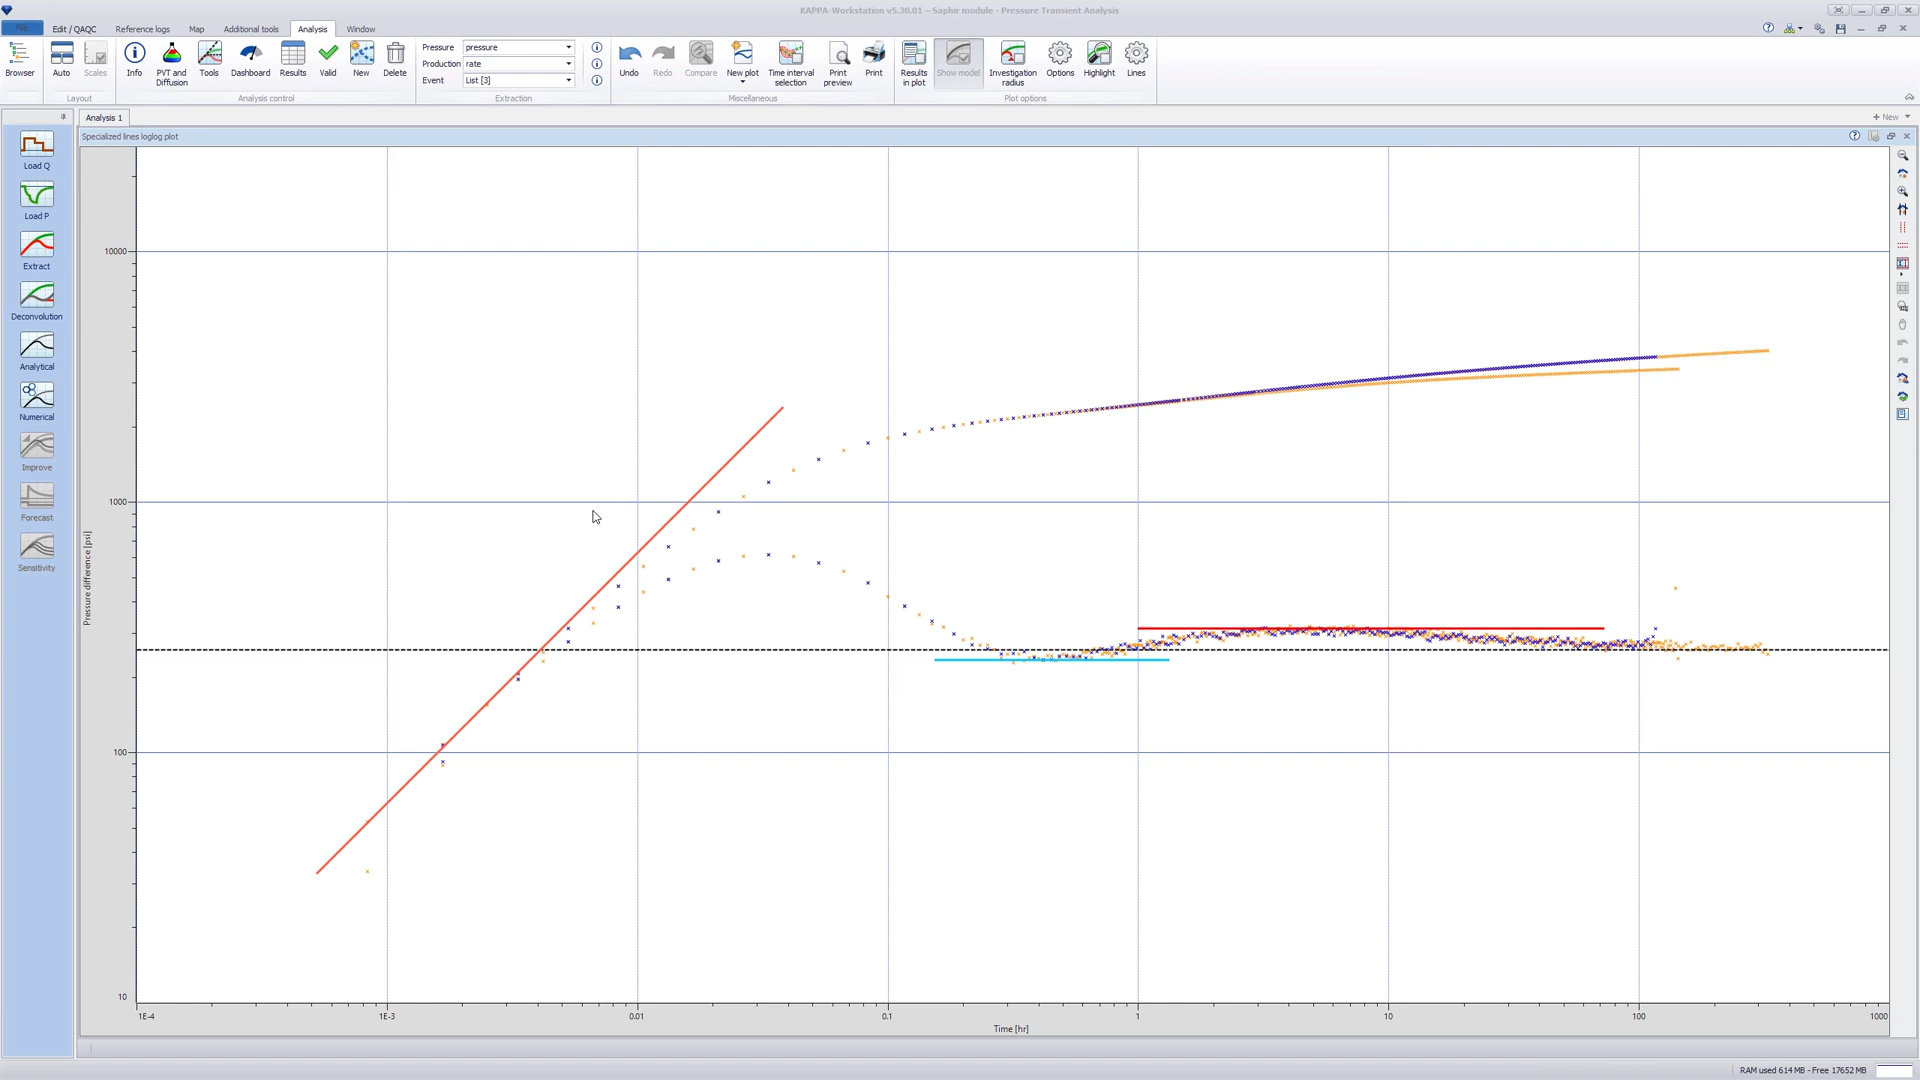 KAPPA-Workstation v5.30.01 – Saphir module - Pressure Transient Analysis
File
Edit / QAQC
Reference logs
Map
Additional tools
Analysis
Window
Browser
Auto
Scales
Info
PVT and
Diffusion
Tools
Dashboard
Results
Valid
New
Delete
Pressure
pressure
Production
rate
Event
List [3]
Undo
Redo
Compare
New plot
Time interval
selection
Print
preview
Print
Results
in plot
Show model
Investigation
radius
Options
Highlight
Lines
Layout
Analysis control
Extraction
Miscellaneous
Plot options
Analysis 1
+ New
Specialized lines loglog plot
Load Q
Load P
Extract
Deconvolution
Analytical
Numerical
Improve
Forecast
Sensitivity
Pressure difference [psi]
10000
1000
100
10
1E-4
1E-3
0.01
0.1
1
10
100
1000
Time [hr]
RAM used 614 MB - Free 17652 MB